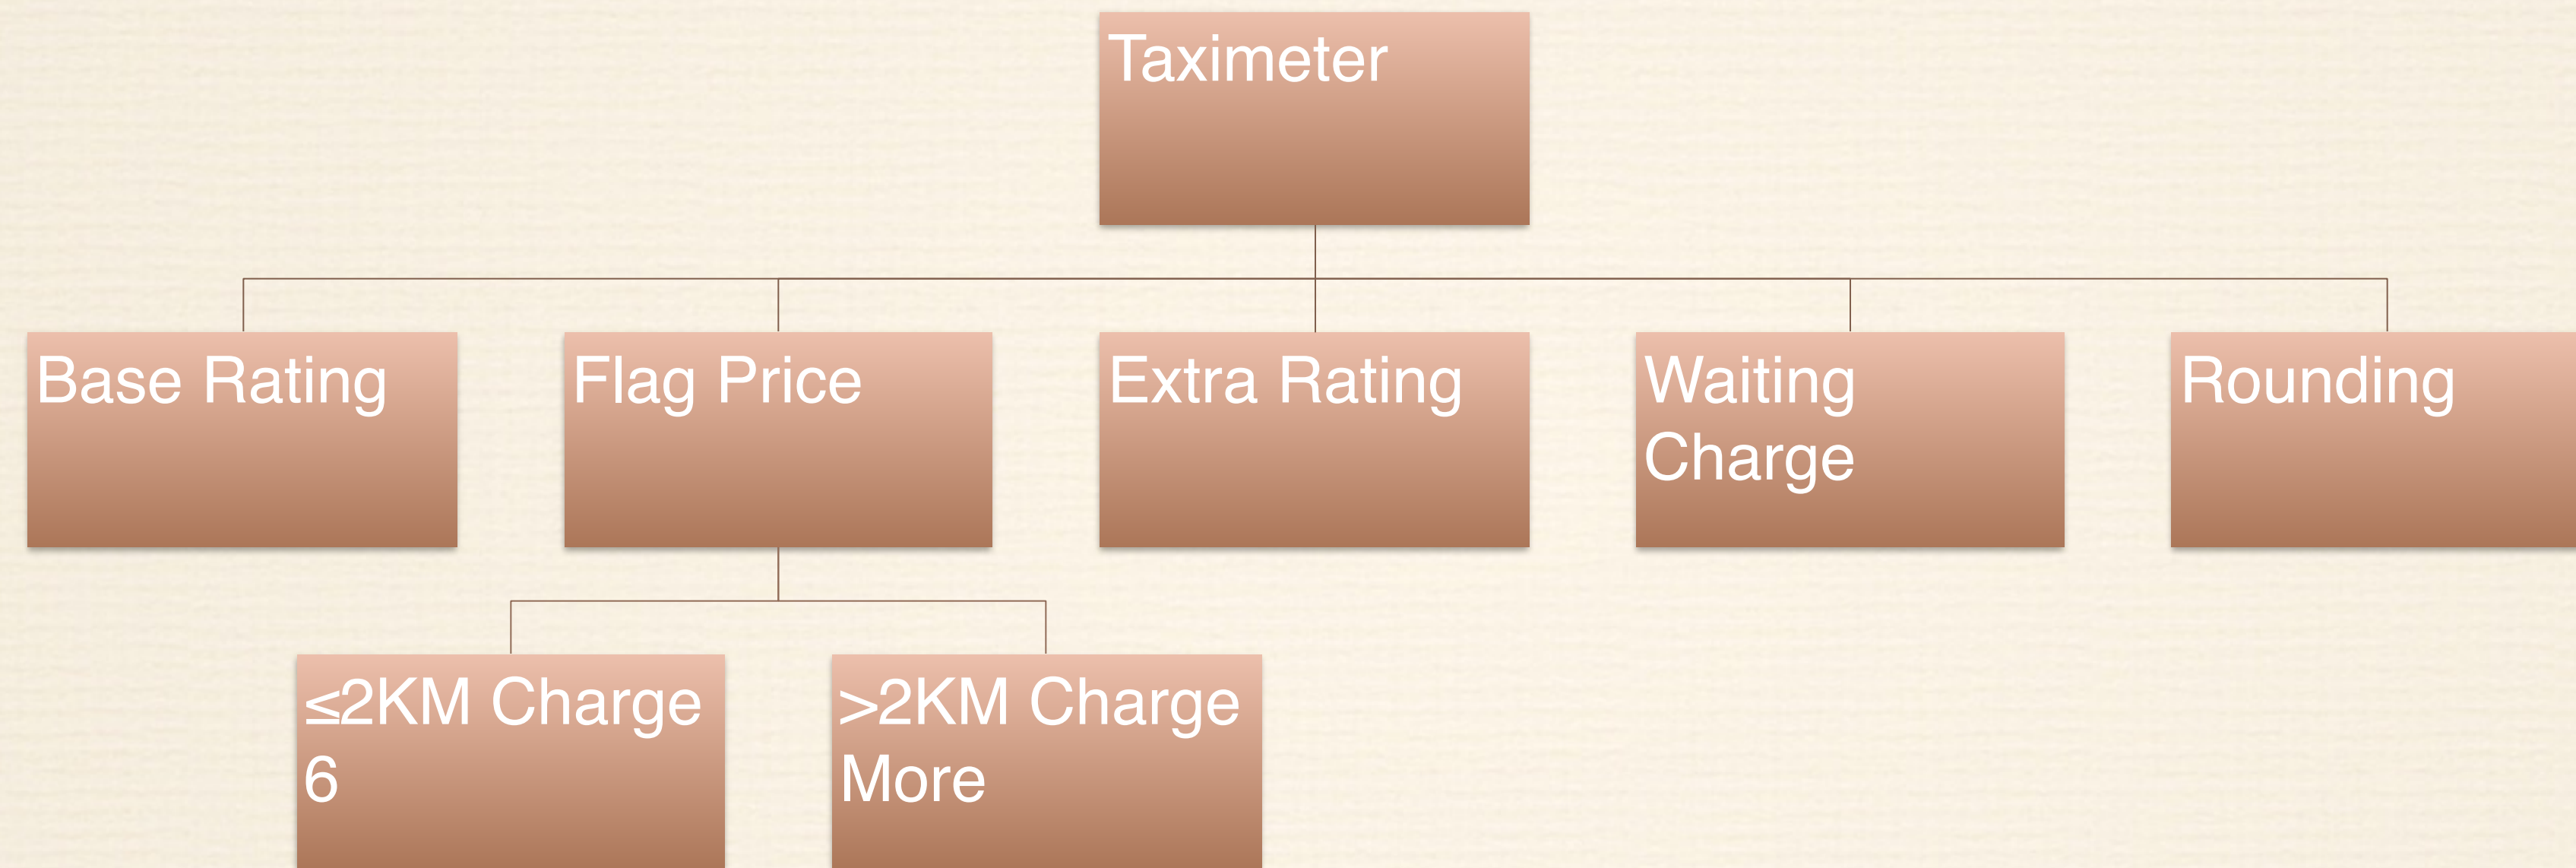 Taximeter
Base Rating
Flag Price
Extra Rating
Waiting
Charge
Rounding
≤2KM Charge
6
>2KM Charge
More